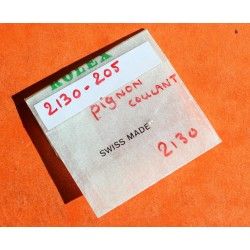 ROLEX
2130-205
pignon
coulant
SWISS MADE
2130